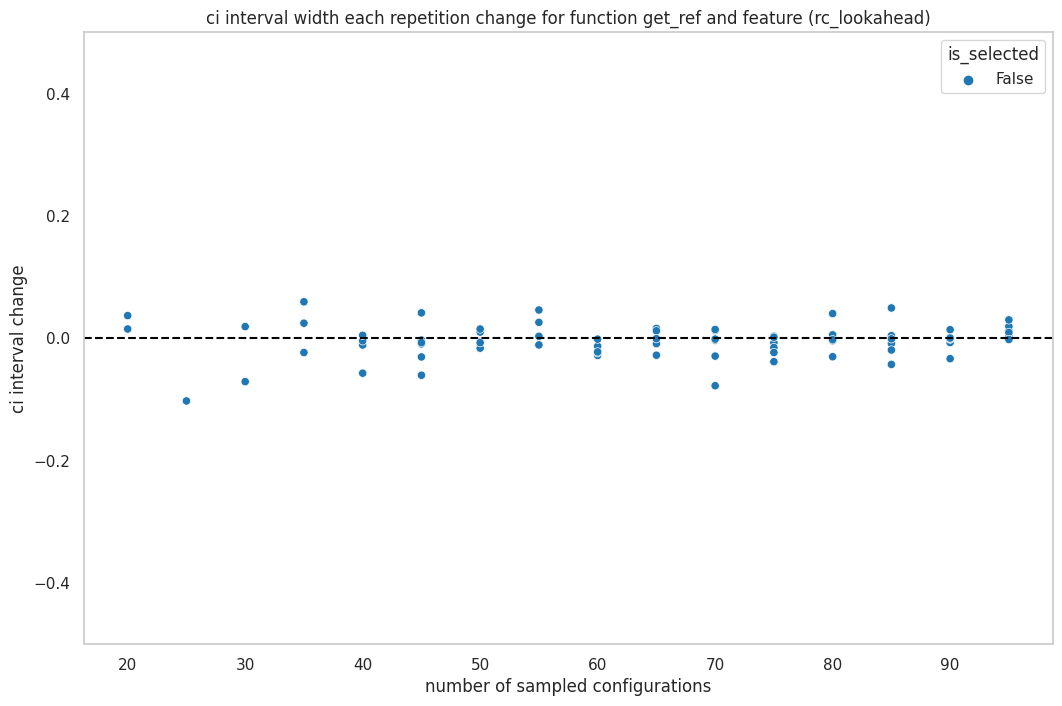 ci interval width each repetition change for function get_ref and feature (rc_lookahead)
is_selected
False
0.4
0.2
0.0
−0.2
−0.4
ci interval change
20 30 40 50 60 70 80 90
number of sampled configurations